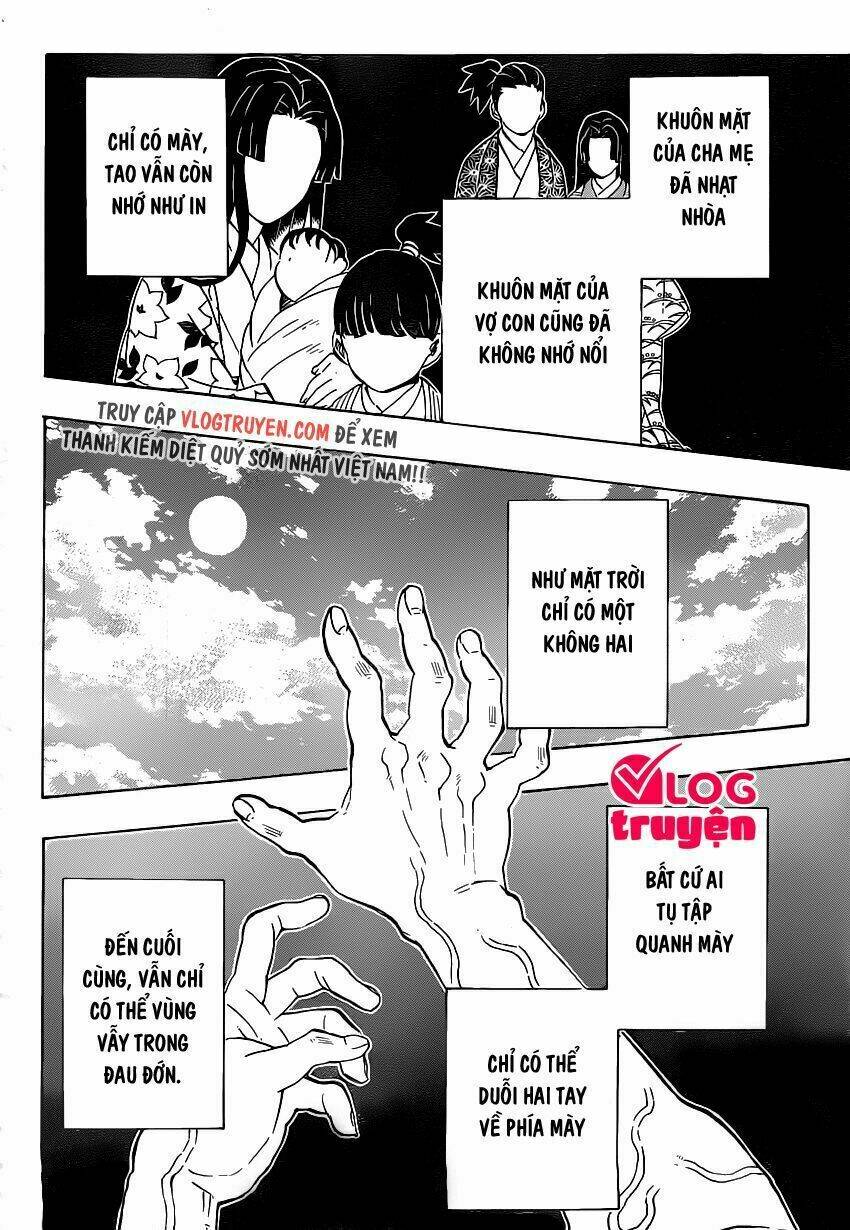 KHUÔN MẶT
CỦA CHA MẸ
ĐÃ NHẠT
NHÒA
KHUÔN MẶT CỦA
VỢ CON CŨNG ĐÃ
KHÔNG NHỚ NỔI
CHỈ CÓ MÀY,
TAO VẪN CÒN
NHỚ NHƯ IN
TRUY CẬP VLOGTRUYEN.COM ĐỂ XEM
THANH KIẾM DIỆT QUỶ SỚM NHẤT VIỆT NAM!!
NHƯ MẶT TRỜI
CHỈ CÓ MỘT
KHÔNG HAI
VLOG
truyện
BẤT CỨ AI
TỤ TẬP
QUANH MÀY
CHỈ CÓ THỂ
DUỖI HAI TAY
VỀ PHÍA MÀY
ĐẾN CUỐI
CÙNG, VẪN CHỈ
CÓ THỂ VÙNG
VẪY TRONG
ĐAU ĐỚN.